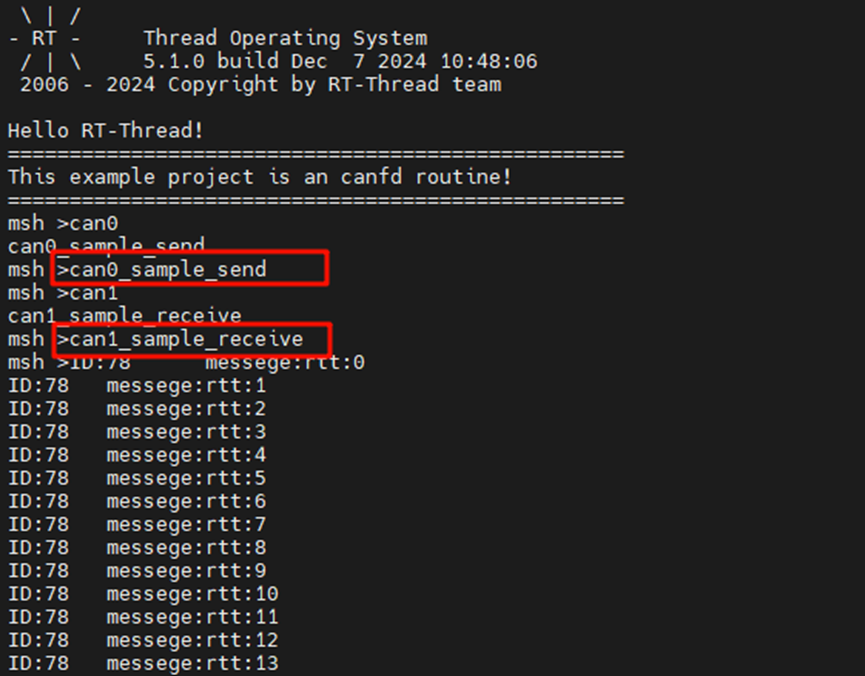 \ | /
- RT -     Thread Operating System
 / | \     5.1.0 build Dec  7 2024 10:48:06
 2006 - 2024 Copyright by RT-Thread team
Hello RT-Thread!
==================================================
This example project is an canfd routine!
==================================================
msh >can0
can0_sample_send
msh >can0_sample_send
msh >can1
can1_sample_receive
msh >can1_sample_receive
msh >ID:78      messege:rtt:0
ID:78   messege:rtt:1
ID:78   messege:rtt:2
ID:78   messege:rtt:3
ID:78   messege:rtt:4
ID:78   messege:rtt:5
ID:78   messege:rtt:6
ID:78   messege:rtt:7
ID:78   messege:rtt:8
ID:78   messege:rtt:9
ID:78   messege:rtt:10
ID:78   messege:rtt:11
ID:78   messege:rtt:12
ID:78   messege:rtt:13